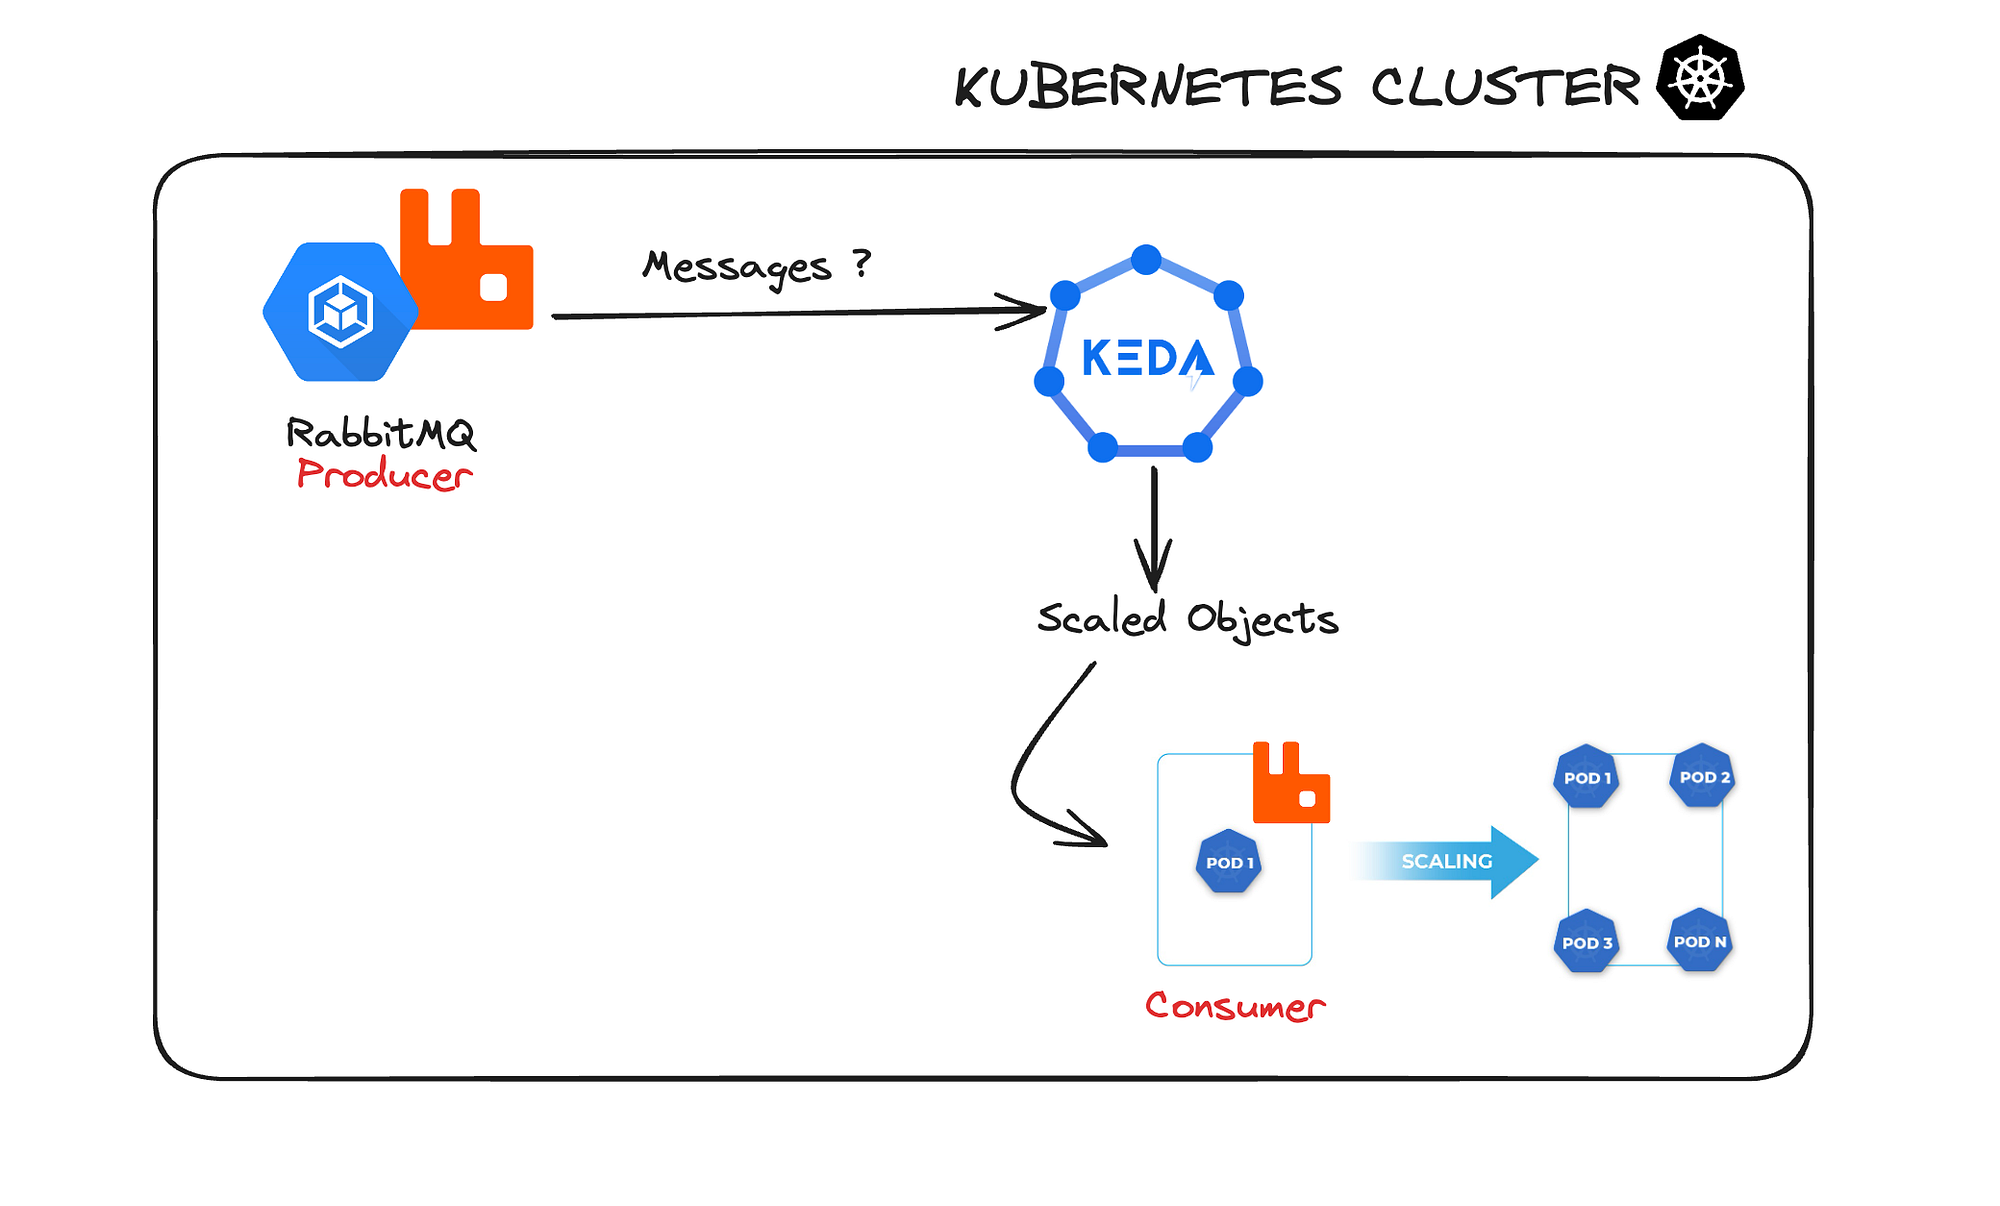 KUBERNETES CLUSTER
Messages ?
KEDA
RabbitMQ
Producer
Scaled Objects
POD 1
SCALING
POD 1
POD 2
POD 3
POD N
Consumer